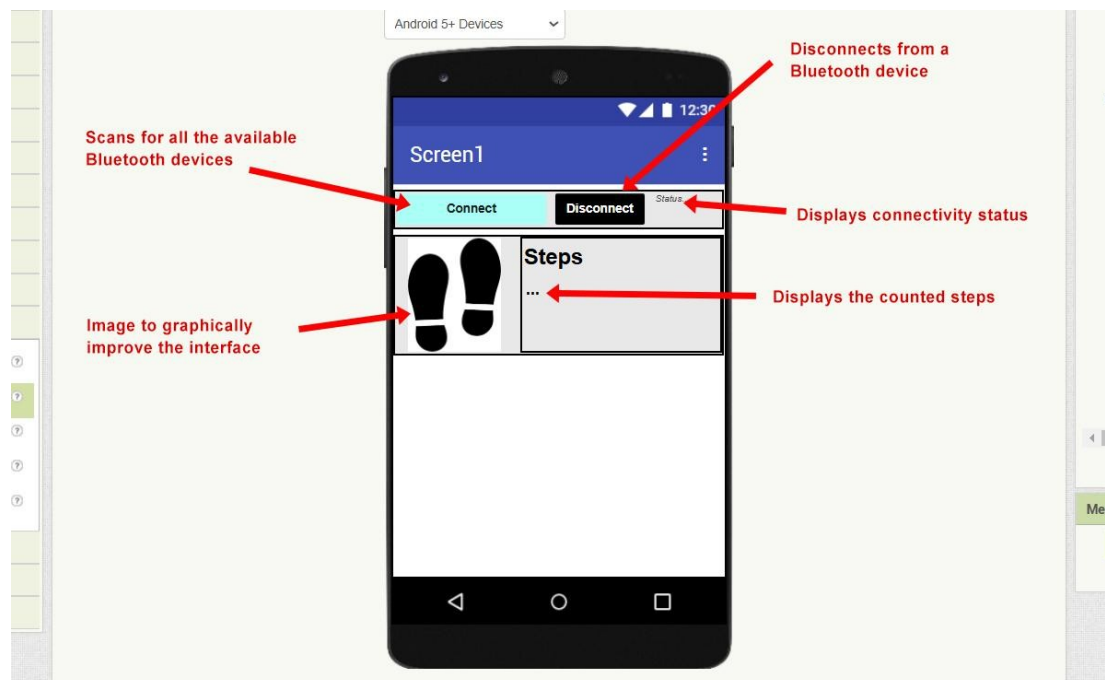 Android 5+ Devices
Disconnects from a
Bluetooth device
12:30
Scans for all the available
Bluetooth devices
Screen1
Connect
Disconnect
Status:
Displays connectivity status
Steps
...
Displays the counted steps
Image to graphically
improve the interface
?
?
?
?
?
Me